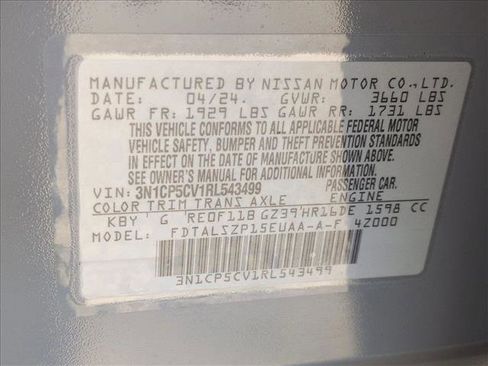 MANUFACTURED BY NISSAN MOTOR CO., LTD.
DATE: 04/24. GVWR: 3660 LBS
GAWR FR: 1929 LBS GAWR RR: 1731 LBS
THIS VEHICLE CONFORMS TO ALL APPLICABLE FEDERAL MOTOR
VEHICLE SAFETY, BUMPER AND THEFT PREVENTION STANDARDS
IN EFFECT ON THE DATE OF MANUFACTURE SHOWN ABOVE.
SEE OWNER'S MANUAL FOR ADDITIONAL INFORMATION.
VIN: 3N1CP5CV1RL543499 PASSENGER CAR.
COLOR TRIM TRANS AXLE ENGINE
KBY G RE0F11B GZ39 HR16DE 1598 CC
FDTALSZP15EUAA-A-F 4Z000
3N1CP5CV1RL543499